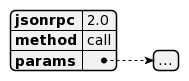 jsonrpc 2.0
method call
params
...